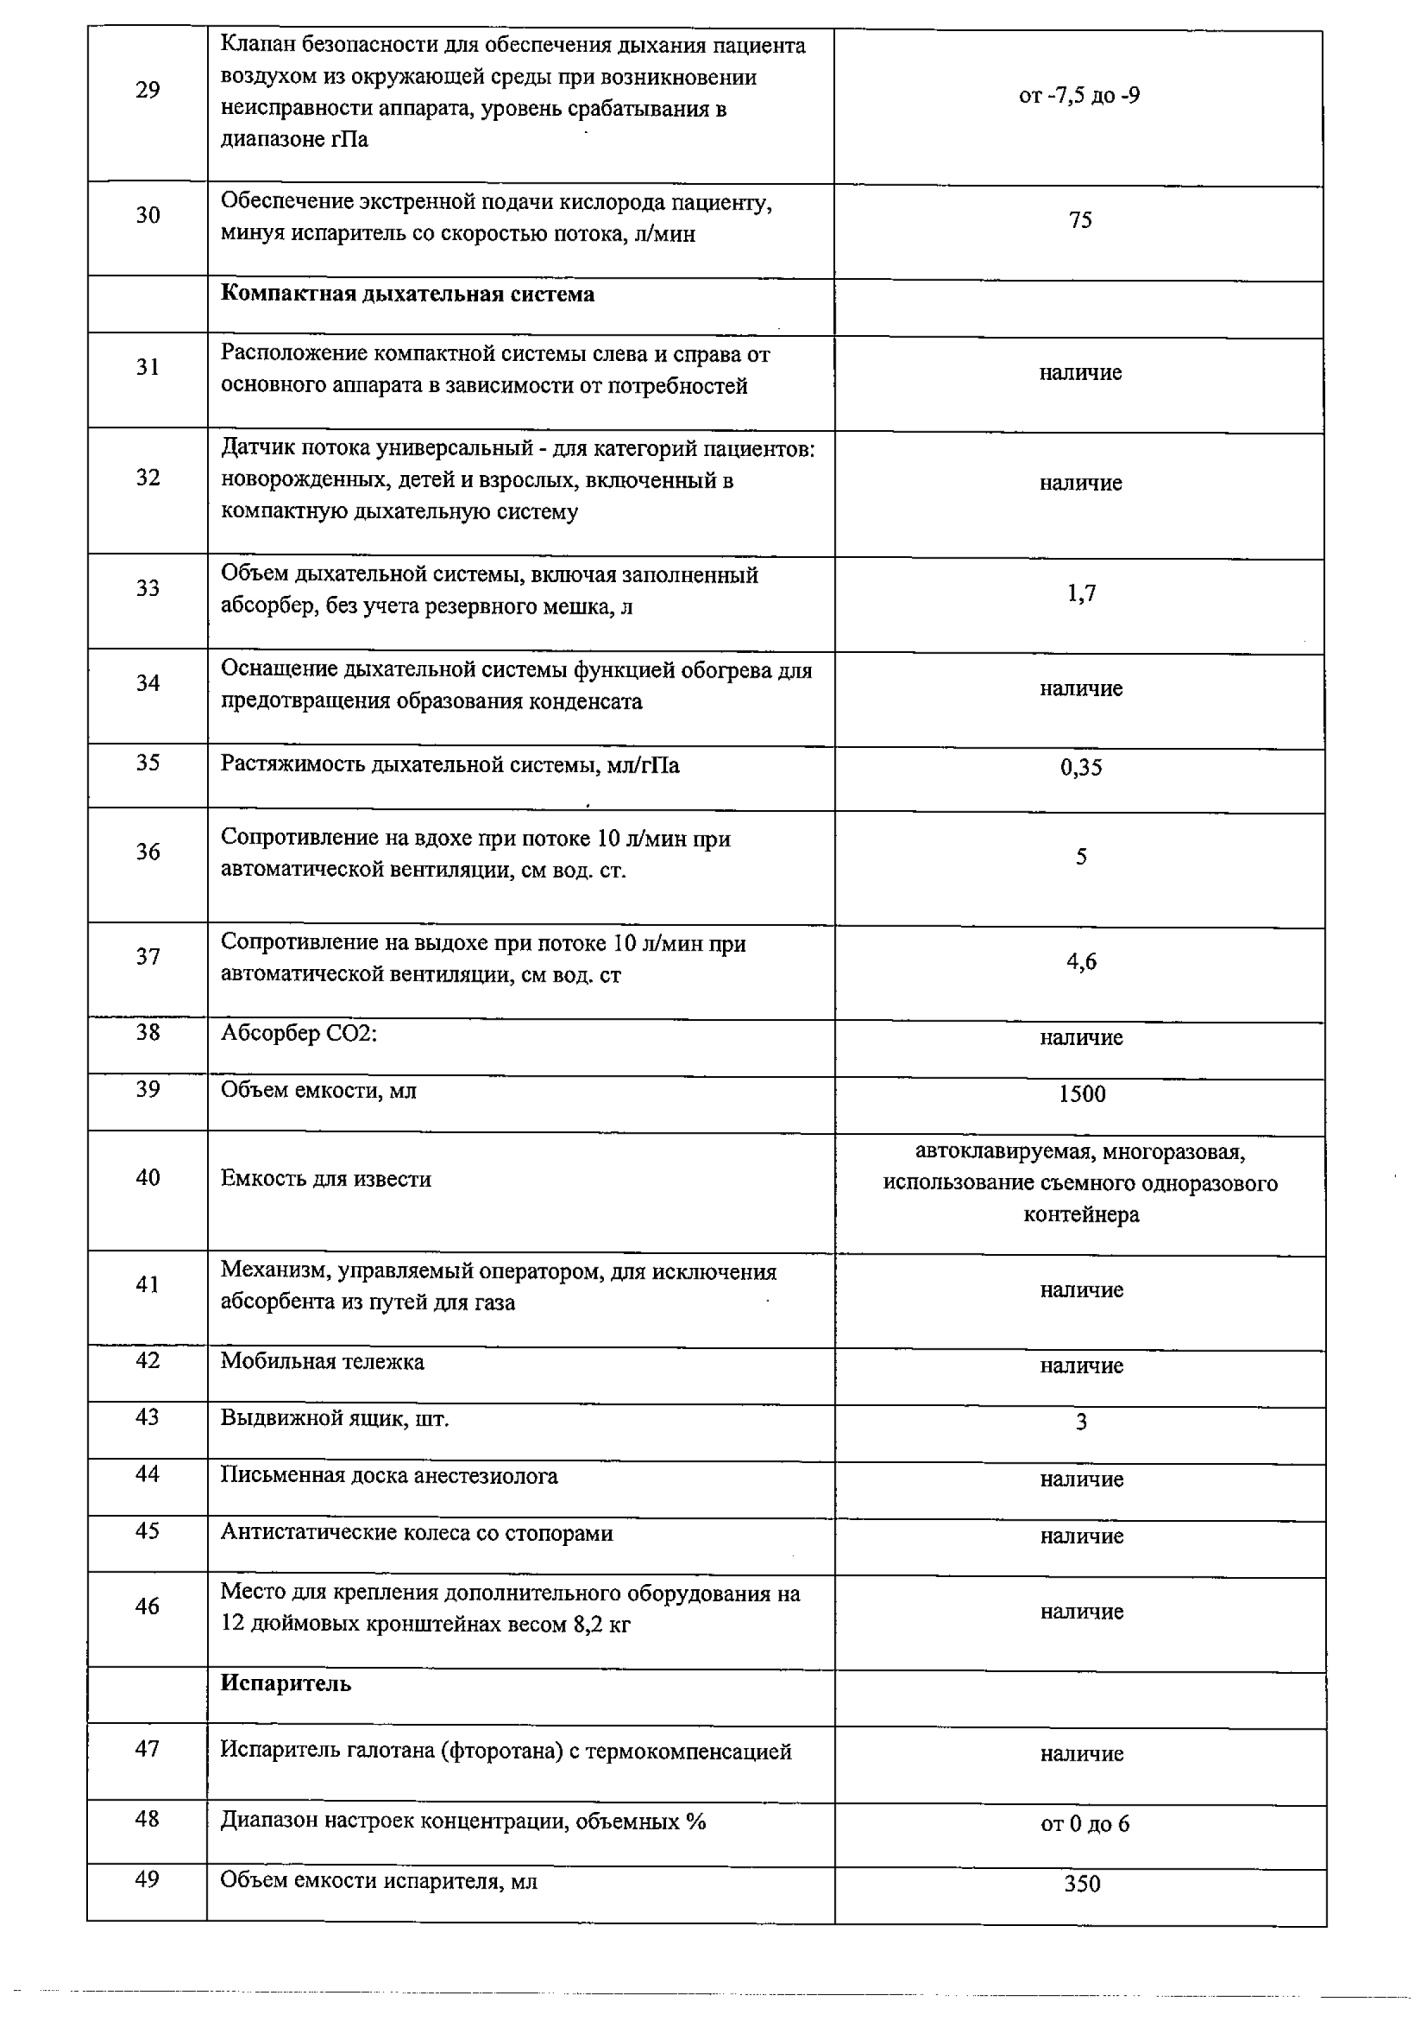 29
Клапан безопасности для обеспечения дыхания пациента
воздухом из окружающей среды при возникновении
неисправности аппарата, уровень срабатывания в
диапазоне гПа
от -7,5 до -9
30
Обеспечение экстренной подачи кислорода пациенту,
минуя испаритель со скоростью потока, л/мин
75
Компактная дыхательная система
31
Расположение компактной системы слева и справа от
основного аппарата в зависимости от потребностей
наличие
32
Датчик потока универсальный - для категорий пациентов:
новорожденных, детей и взрослых, включенный в
компактную дыхательную систему
наличие
33
Объем дыхательной системы, включая заполненный
абсорбер, без учета резервного мешка, л
1,7
34
Оснащение дыхательной системы функцией обогрева для
предотвращения образования конденсата
наличие
35
Растяжимость дыхательной системы, мл/гПа
0,35
36
Сопротивление на вдохе при потоке 10 л/мин при
автоматической вентиляции, см вод. ст.
5
37
Сопротивление на выдохе при потоке 10 л/мин при
автоматической вентиляции, см вод. ст
4,6
38
Абсорбер СО2:
наличие
39
Объем емкости, мл
1500
40
Емкость для извести
автоклавируемая, многоразовая,
использование съемного одноразового
контейнера
41
Механизм, управляемый оператором, для исключения
абсорбента из путей для газа
наличие
42
Мобильная тележка
наличие
43
Выдвижной ящик, шт.
3
44
Письменная доска анестезиолога
наличие
45
Антистатические колеса со стопорами
наличие
46
Место для крепления дополнительного оборудования на
12 дюймовых кронштейнах весом 8,2 кг
наличие
Испаритель
47
Испаритель галотана (фторотана) с термокомпенсацией
наличие
48
Диапазон настроек концентрации, объемных %
от 0 до 6
49
Объем емкости испарителя, мл
350